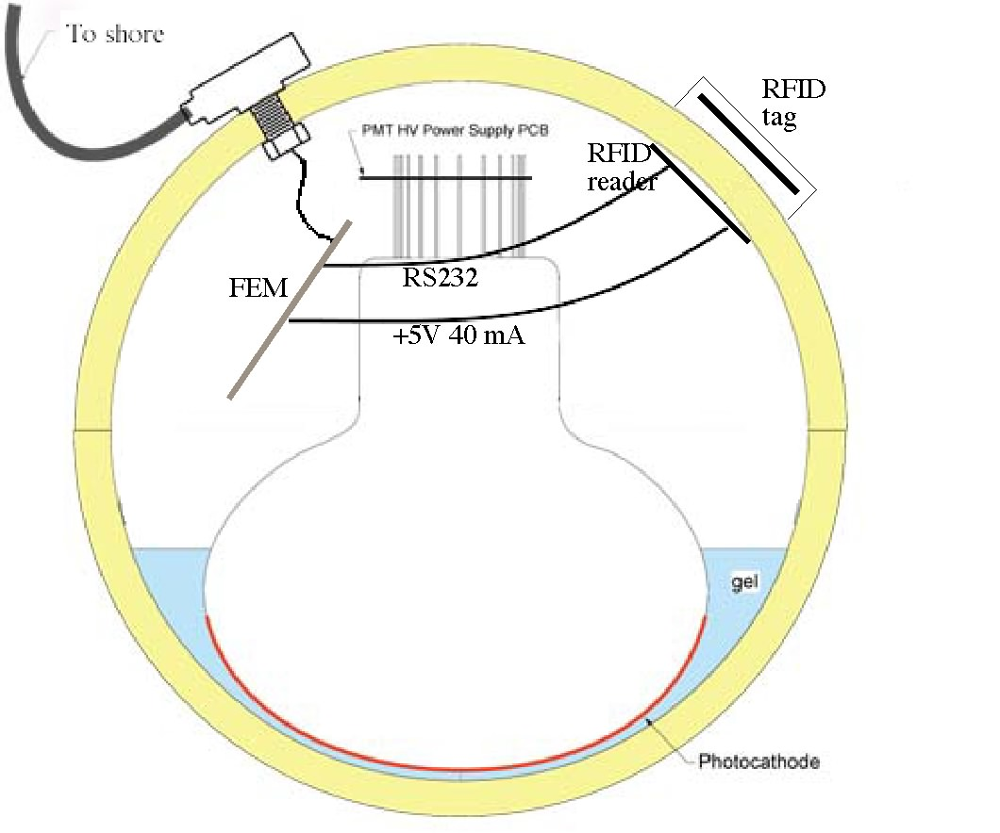 To shore
PMT HV Power Supply PCB
RFID
tag
RFID
reader
FEM
RS232
+5V 40 mA
gel
Photocathode